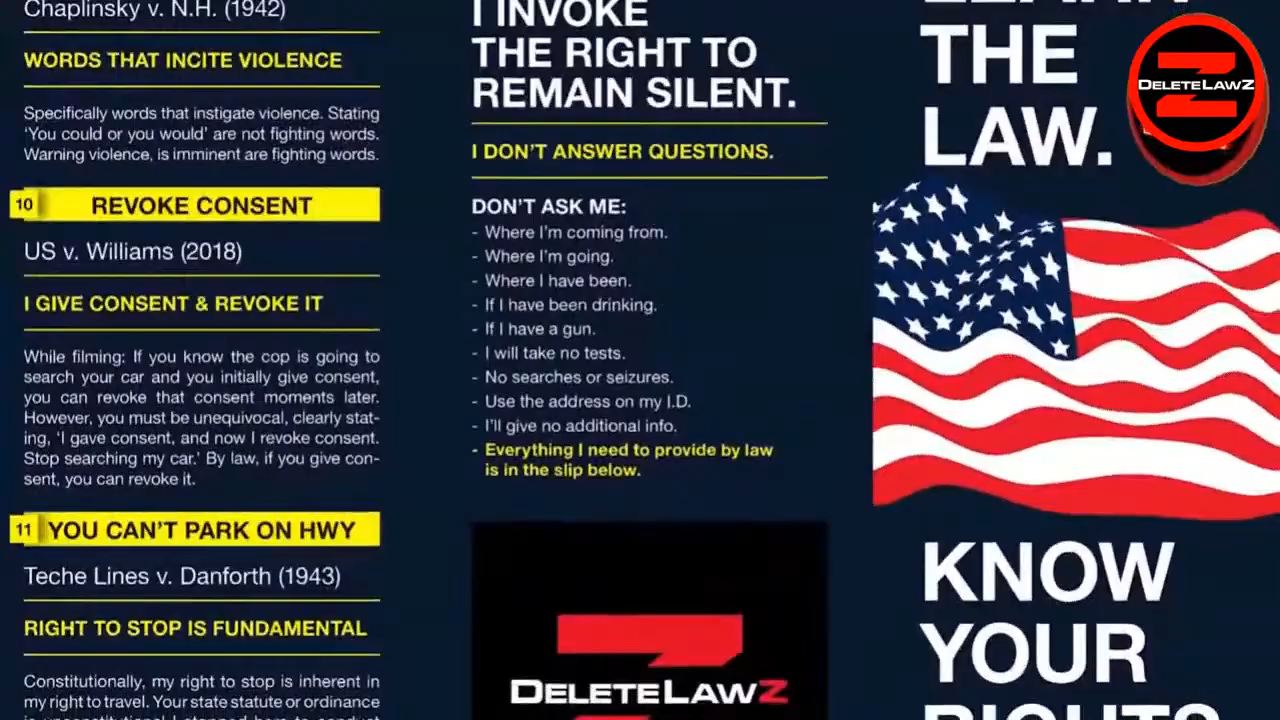 Chaplinsky v. N.H. (1942)
WORDS THAT INCITE VIOLENCE
Specifically words that instigate violence. Stating
‘You could or you would’ are not fighting words.
Warning violence, is imminent are fighting words.
10 REVOKE CONSENT
US v. Williams (2018)
I GIVE CONSENT & REVOKE IT
While filming: If you know the cop is going to
search your car and you initially give consent,
you can revoke that consent moments later.
However, you must be unequivocal, clearly stat-
ing, ‘I gave consent, and now I revoke consent.
Stop searching my car.’ By law, if you give con-
sent, you can revoke it.
11 YOU CAN’T PARK ON HWY
Teche Lines v. Danforth (1943)
RIGHT TO STOP IS FUNDAMENTAL
Constitutionally, my right to stop is inherent in
my right to travel. Your state statute or ordinance
I INVOKE
THE RIGHT TO
REMAIN SILENT.
I DON’T ANSWER QUESTIONS.
DON’T ASK ME:
- Where I’m coming from.
- Where I’m going.
- Where I have been.
- If I have been drinking.
- If I have a gun.
- I will take no tests.
- No searches or seizures.
- Use the address on my I.D.
- I’ll give no additional info.
- Everything I need to provide by law
is in the slip below.
DELETELAWZ
THE
LAW.
DELETELAWZ
KNOW
YOUR
RIGHTS